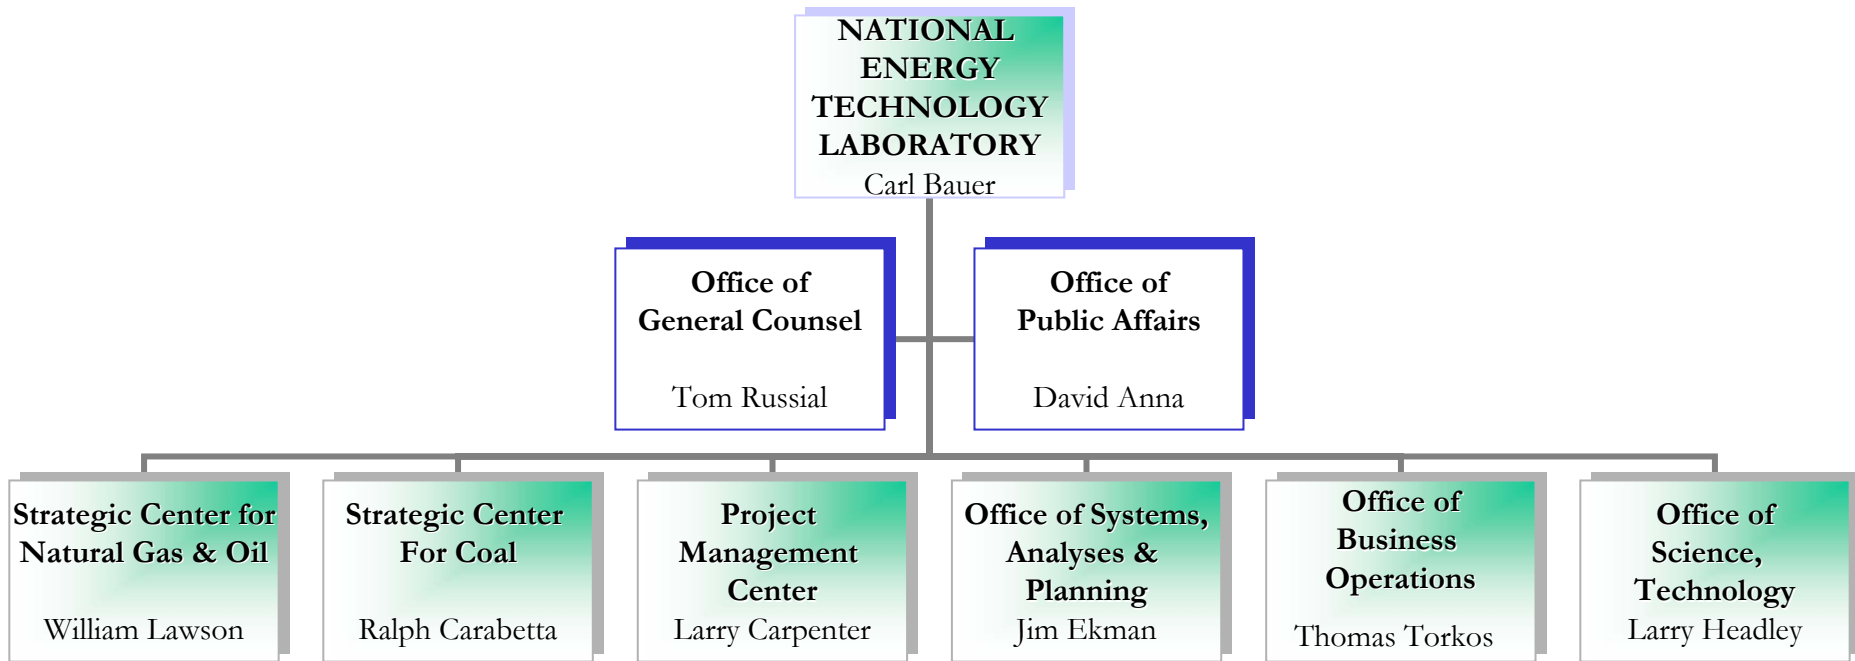 NATIONAL
ENERGY
TECHNOLOGY
LABORATORY
Carl Bauer
Office of
General Counsel
Tom Russial
Office of
Public Affairs
David Anna
Strategic Center for
Natural Gas & Oil
William Lawson
Strategic Center
For Coal
Ralph Carabetta
Project
Management
Center
Larry Carpenter
Office of Systems,
Analyses &
Planning
Jim Ekman
Office of
Business
Operations
Thomas Torkos
Office of
Science,
Technology
Larry Headley